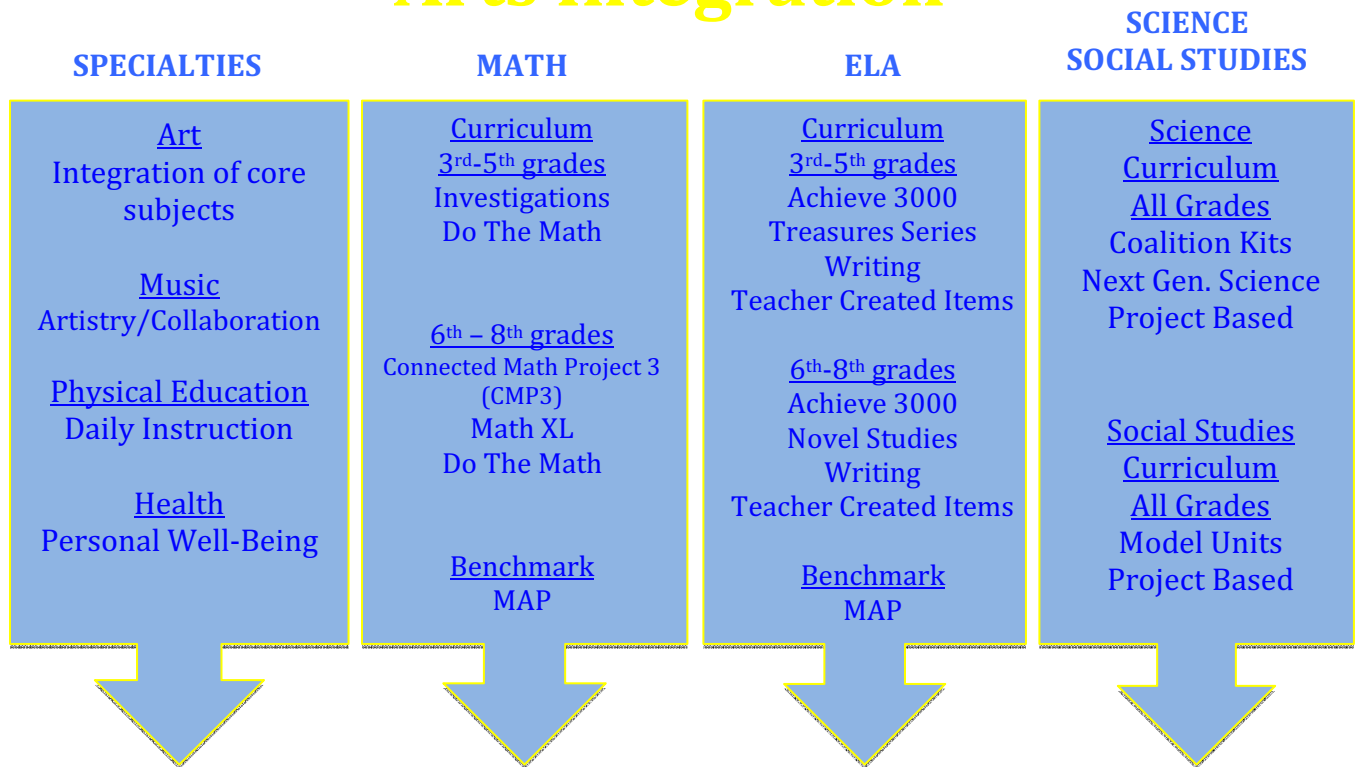 Arts Integration
SPECIALTIES
Art
Integration of core
subjects
Music
Artistry/Collaboration
Physical Education
Daily Instruction
Health
Personal Well-Being
MATH
Curriculum
3rd-5th grades
Investigations
Do The Math
6th – 8th grades
Connected Math Project 3
(CMP3)
Math XL
Do The Math
Benchmark
MAP
ELA
Curriculum
3rd-5th grades
Achieve 3000
Treasures Series
Writing
Teacher Created Items
6th-8th grades
Achieve 3000
Novel Studies
Writing
Teacher Created Items
Benchmark
MAP
SCIENCE
SOCIAL STUDIES
Science
Curriculum
All Grades
Coalition Kits
Next Gen. Science
Project Based
Social Studies
Curriculum
All Grades
Model Units
Project Based